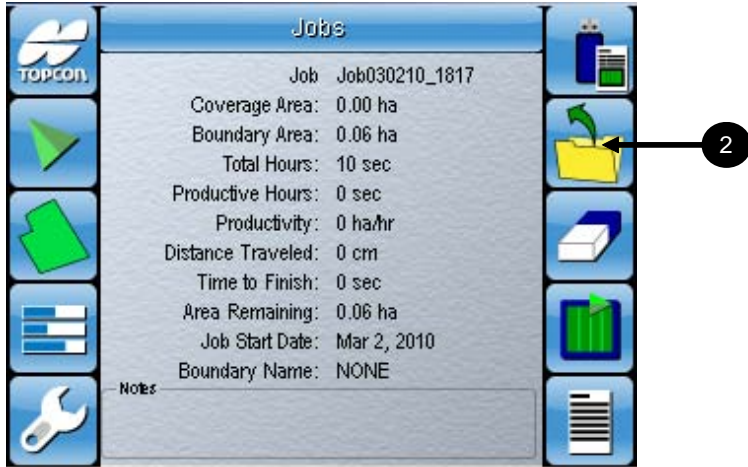 Jobs
TOPCON
Job Job030210_1817
Coverage Area: 0.00 ha
Boundary Area: 0.06 ha
Total Hours: 10 sec
Productive Hours: 0 sec
Productivity: 0 ha/hr
Distance Traveled: 0 cm
Time to Finish: 0 sec
Area Remaining: 0.06 ha
Job Start Date: Mar 2, 2010
Boundary Name: NONE
Notes
2